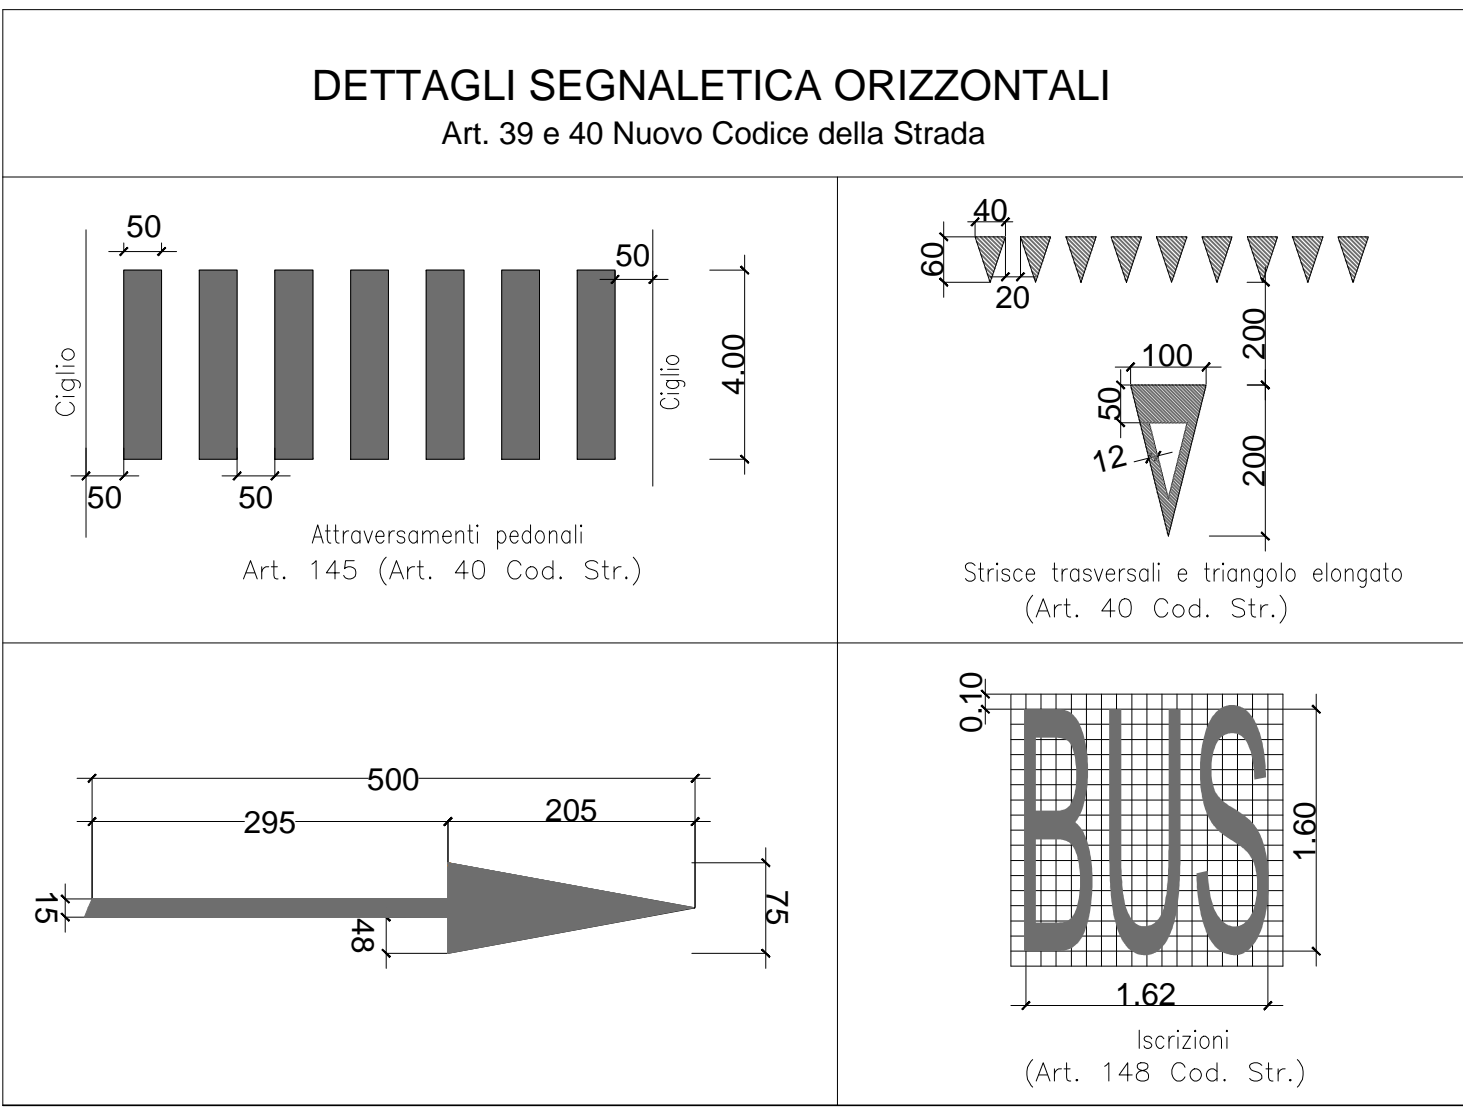 DETTAGLI SEGNALETICA ORIZZONTALI
Art. 39 e 40 Nuovo Codice della Strada
50
50
Ciglio
Ciglio
4.00
50
50
Attraversamenti pedonali
Art. 145 (Art. 40 Cod. Str.)
40
60
20
200
100
50
12
200
Strisce trasversali e triangolo elongato
(Art. 40 Cod. Str.)
500
295
205
15
48
75
0.10
BUS
1.60
1.62
Iscrizioni
(Art. 148 Cod. Str.)